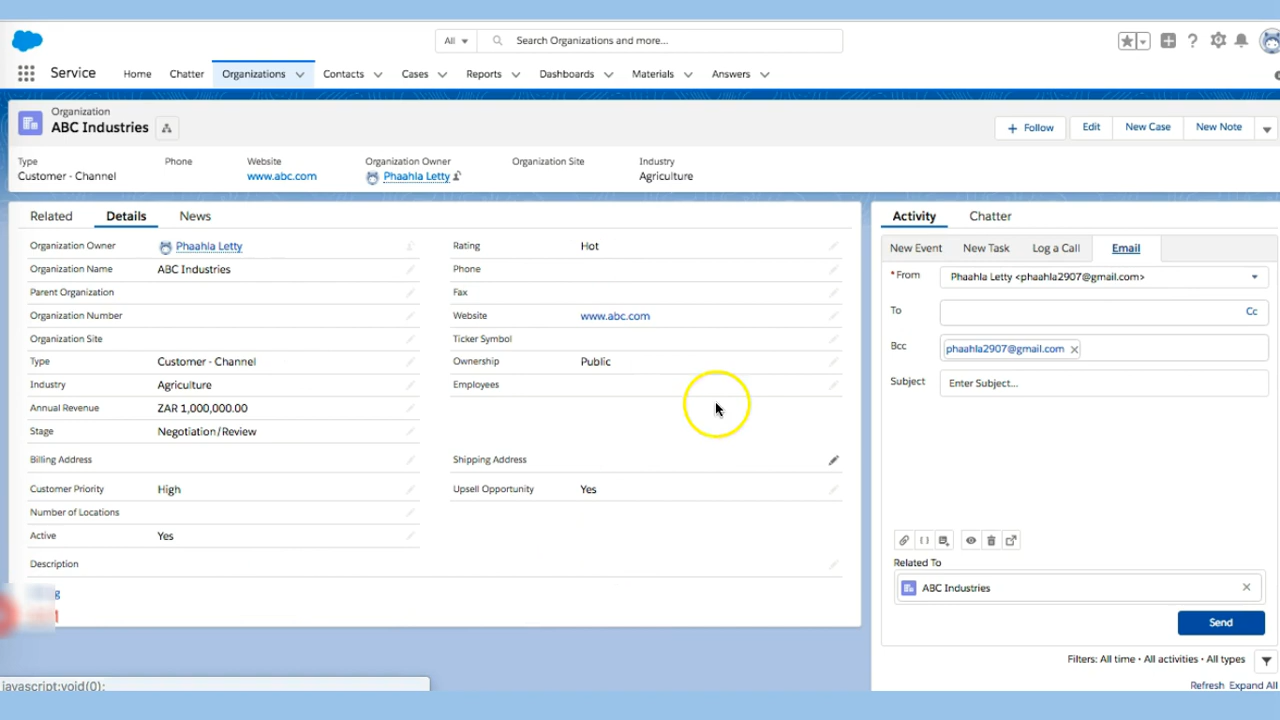 All
Search Organizations and more...
Service
Home
Chatter
Organizations
Contacts
Cases
Reports
Dashboards
Materials
Answers
Organization
ABC Industries
+ Follow
Edit
New Case
New Note
Type
Phone
Website
Organization Owner
Organization Site
Industry
Customer - Channel
www.abc.com
Phaahla Letty
Agriculture
Related
Details
News
Organization Owner
Phaahla Letty
Organization Name
ABC Industries
Parent Organization
Organization Number
Organization Site
Type
Customer - Channel
Industry
Agriculture
Annual Revenue
ZAR 1,000,000.00
Stage
Negotiation/Review
Billing Address
Customer Priority
High
Number of Locations
Active
Yes
Description
Rating
Hot
Phone
Fax
Website
www.abc.com
Ticker Symbol
Ownership
Public
Employees
Shipping Address
Upsell Opportunity
Yes
Activity
Chatter
New Event
New Task
Log a Call
Email
* From
Phaahla Letty <phaahla2907@gmail.com>
To
Cc
Bcc
phaahla2907@gmail.com
Subject
Enter Subject...
Related To
ABC Industries
Send
Filters: All time • All activities • All types
Refresh Expand All
javascript:void(0);